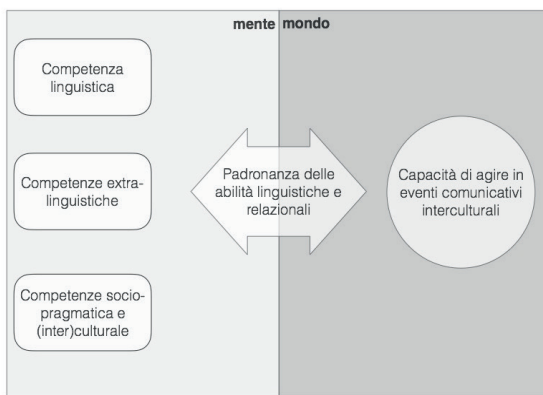 mente mondo
Competenza
linguistica
Competenze extra-
linguistiche
Competenze socio-
pragmatica e
(inter)culturale
Padronanza delle
abilità linguistiche e
relazionali
Capacità di agire in
eventi comunicativi
interculturali